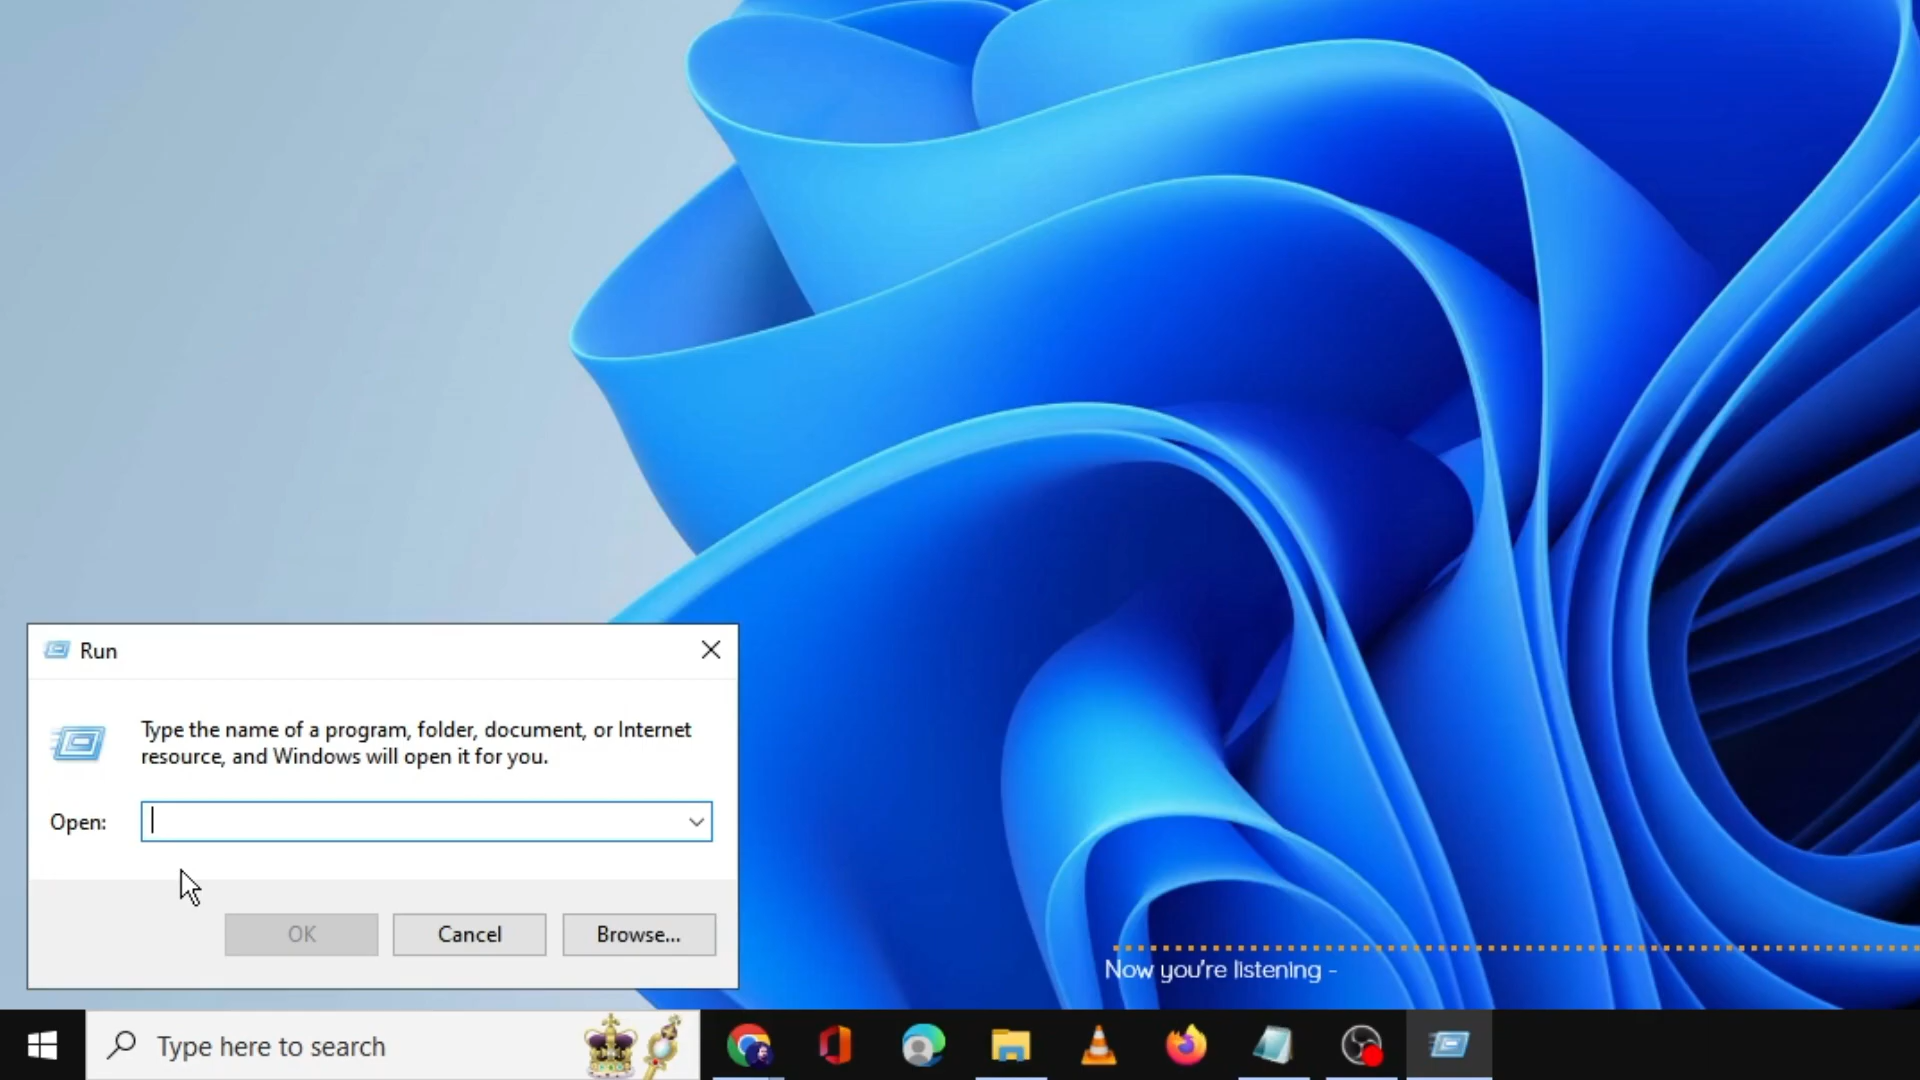 Run
Type the name of a program, folder, document, or Internet
resource, and Windows will open it for you.
Open:
OK
Cancel
Browse...
Now you're listening -
Type here to search